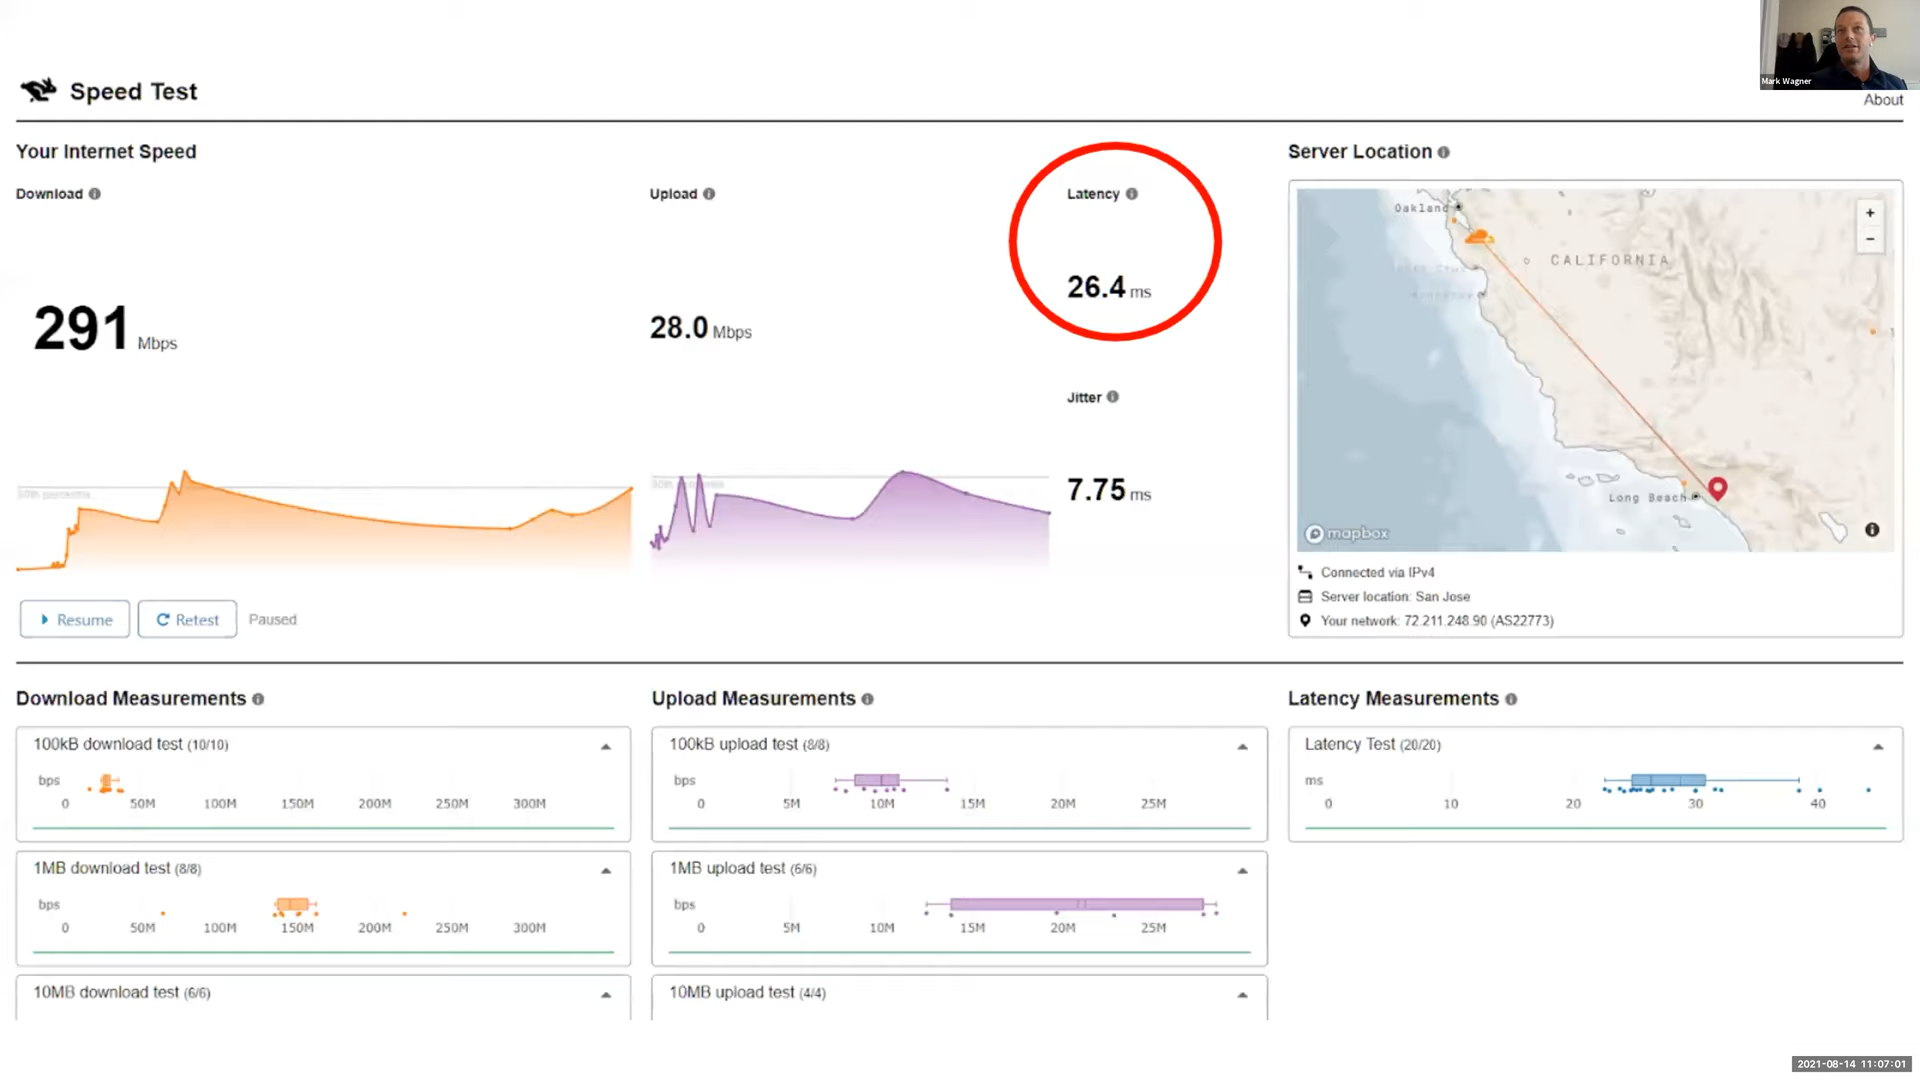 Mark Wagner
Speed Test
About
Your Internet Speed
Download
Upload
Latency
Server Location
291 Mbps
28.0 Mbps
26.4 ms
Jitter
7.75 ms
Oakland
CALIFORNIA
Long Beach
+
−
mapbox
Connected via IPv4
Server location: San Jose
Your network: 72.211.248.90 (AS22773)
Resume
Retest
Paused
Download Measurements
100kB download test (10/10)
bps
0 50M 100M 150M 200M 250M 300M
1MB download test (8/8)
bps
0 50M 100M 150M 200M 250M 300M
10MB download test (6/6)
Upload Measurements
100kB upload test (8/8)
bps
0 5M 10M 15M 20M 25M
1MB upload test (6/6)
bps
0 5M 10M 15M 20M 25M
10MB upload test (4/4)
Latency Measurements
Latency Test (20/20)
ms
0 10 20 30 40
2021-08-14 11:07:01